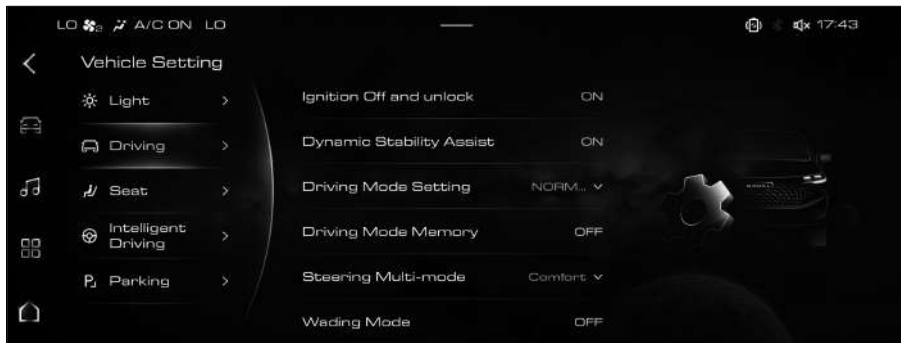 LO 2 A/C ON LO
17:43
Vehicle Setting
Light
Driving
Seat
Intelligent
Driving
Parking
Ignition Off and unlock ON
Dynamic Stability Assist ON
Driving Mode Setting NORM...
Driving Mode Memory OFF
Steering Multi-mode Comfort
Wading Mode OFF